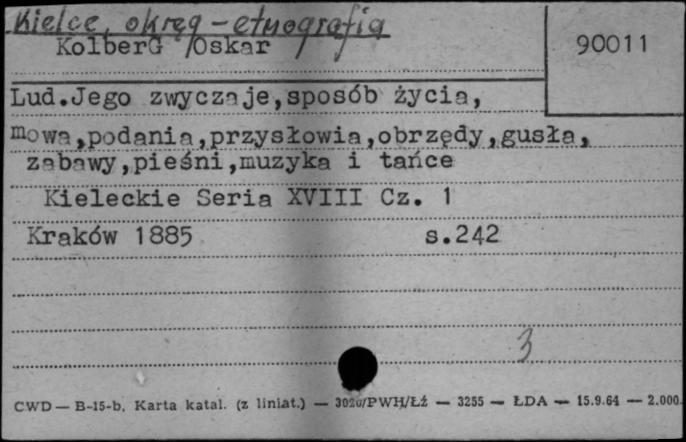 Kielce, okręg - etnografia
KolberG Oskar
90011
Lud.Jego zwyczaje,sposób życia,
mowa,podania,przysłowia,obrzędy,gusła,
zabawy,pieśni,muzyka i tańce
Kieleckie Seria XVIII Cz. 1
Kraków 1885 s.242
3
CWD — B-15-b, Karta katal. (z liniat.) — /PWH/Łź — 3255 — ŁDA — 15.9.64 — 2.000.